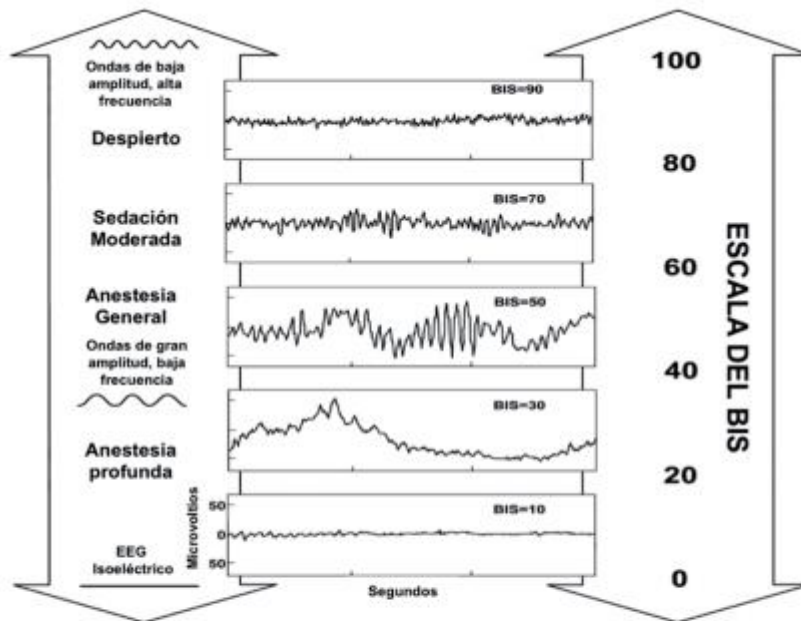 Ondas de baja
amplitud, alta
frecuencia
Despierto
Sedación
Moderada
Anestesia
General
Ondas de gran
amplitud, baja
frecuencia
Anestesia
profunda
EEG
Isoeléctrico
BIS=90
BIS=70
BIS=50
BIS=30
BIS=10
Microvoltios
50
0
50
Segundos
100
80
60
40
20
0
ESCALA DEL BIS